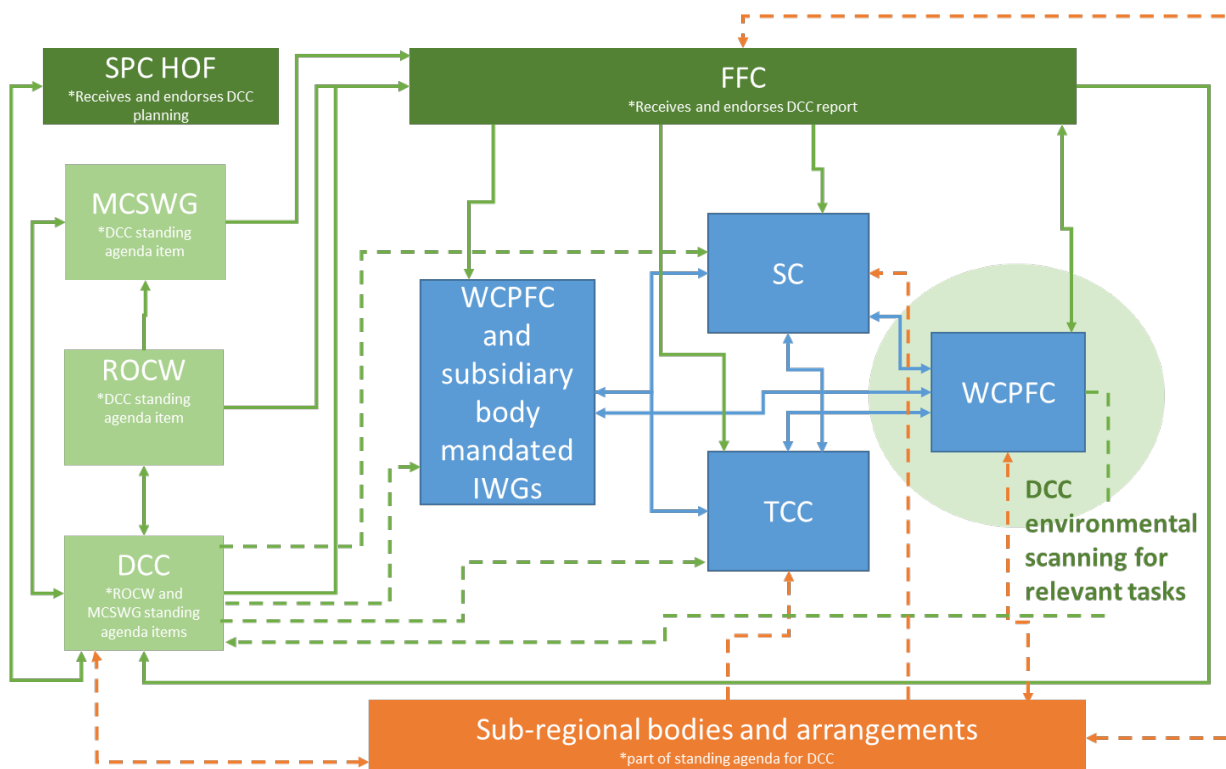 SPC HOF
*Receives and endorses DCC
planning
FFC
*Receives and endorses DCC report
MCSWG
*DCC standing
agenda item
SC
WCPFC
and
subsidiary
body
mandated
IWGs
WCPFC
ROCW
*DCC standing
agenda item
TCC
DCC
environmental
scanning for
relevant tasks
DCC
*ROCW and
MCSWG standing
agenda items
Sub-regional bodies and arrangements
*part of standing agenda for DCC